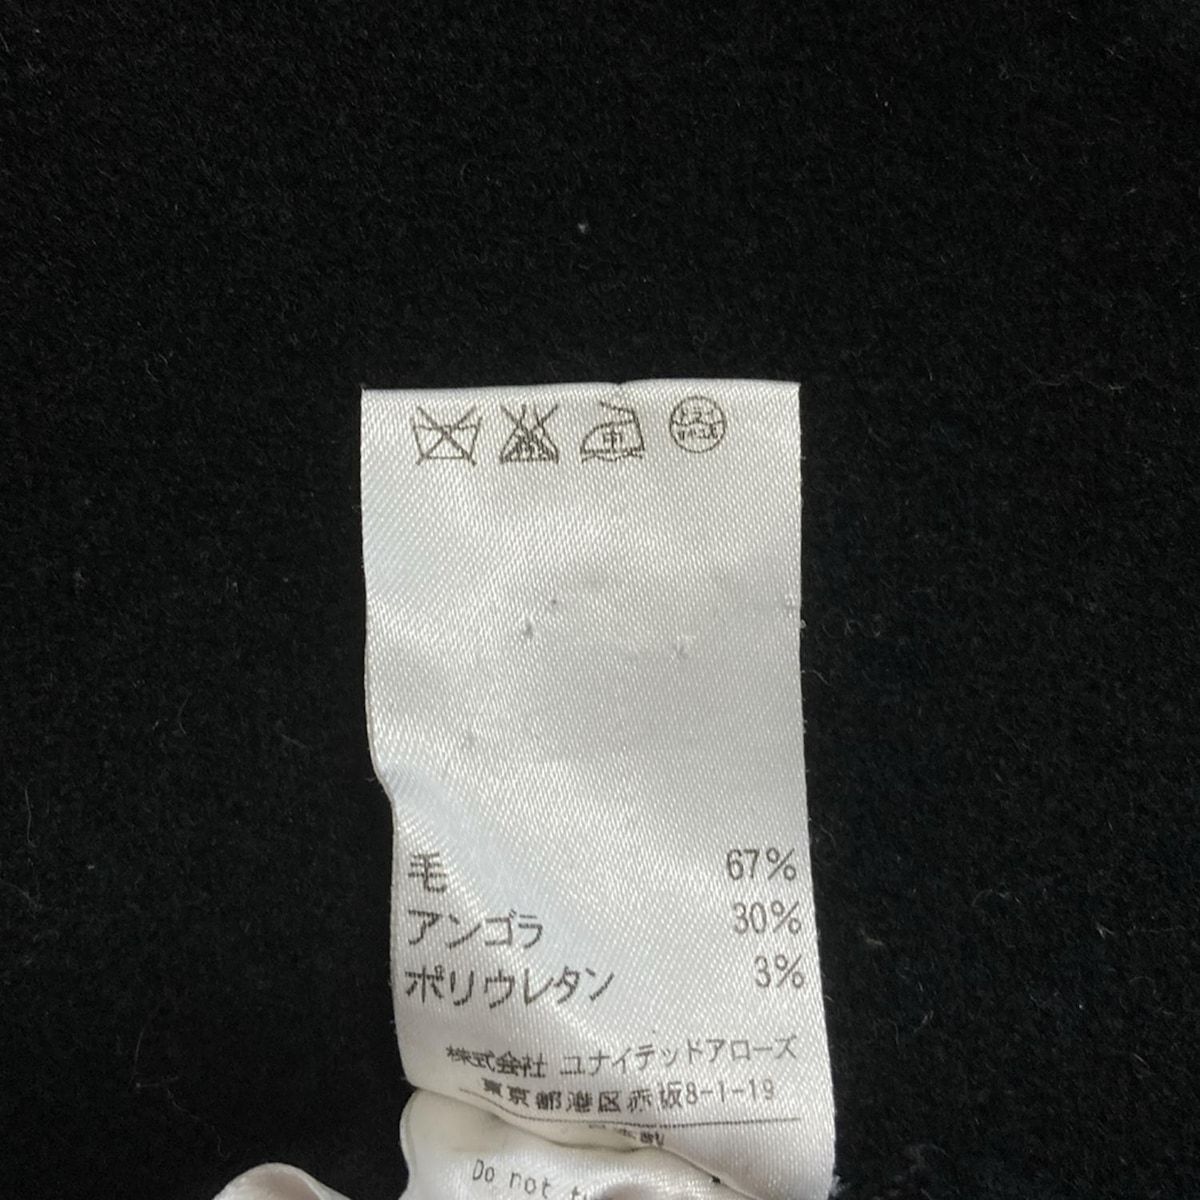 中
毛 67%
アンゴラ 30%
ポリウレタン 3%
株式会社 ユナイテッドアローズ
東京都港区赤坂8-1-19
Do not